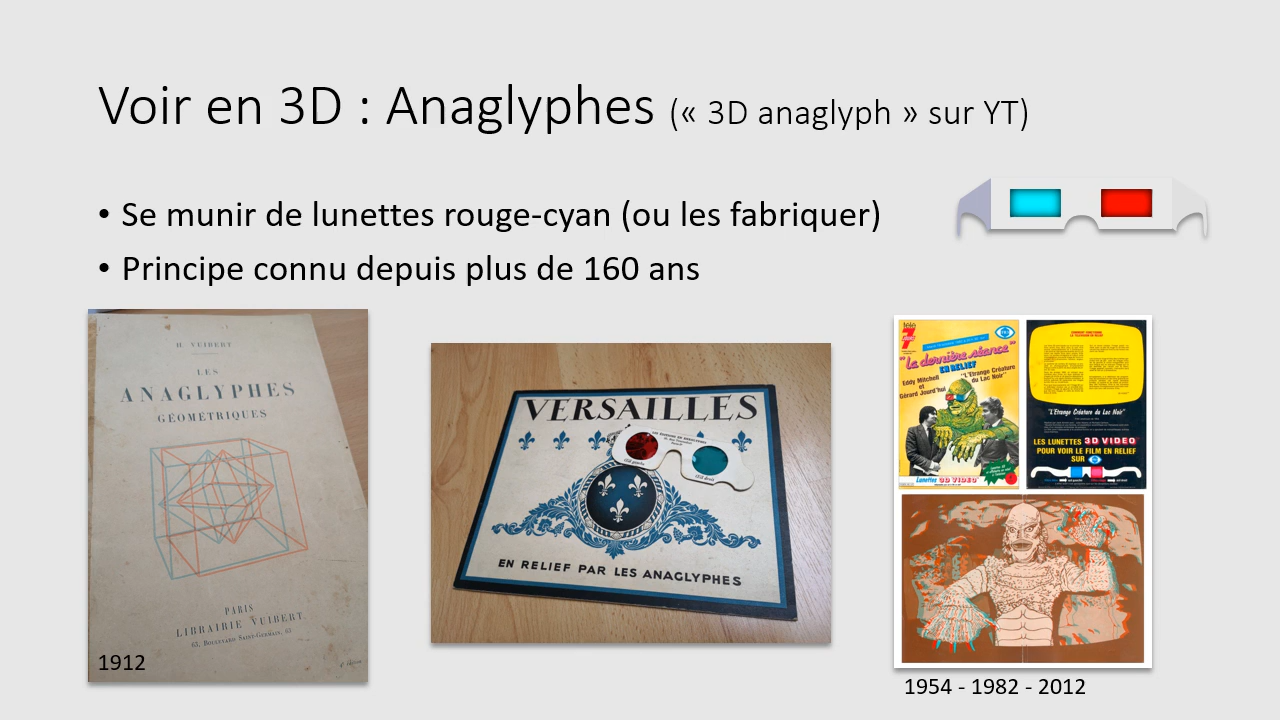 Voir en 3D : Anaglyphes (« 3D anaglyph » sur YT)
• Se munir de lunettes rouge-cyan (ou les fabriquer)
• Principe connu depuis plus de 160 ans
H. VUIBERT
LES
ANAGLYPHES
GÉOMÉTRIQUES
PARIS
LIBRAIRIE VUIBERT
63, BOULEVARD SAINT-GERMAIN, 63
1912
VERSAILLES
EN RELIEF PAR LES ANAGLYPHES
télé
7
"la dernière séance"
EN RELIEF
Eddy Mitchell
et
Gérard Jourd'hui
"L'Etrange Créature
du Lac Noir"
Lunettes 3D VIDEO
"L'Etrange Créature du Lac Noir"
LES LUNETTES 3D VIDEO
POUR VOIR LE FILM EN RELIEF
SUR
1954 - 1982 - 2012